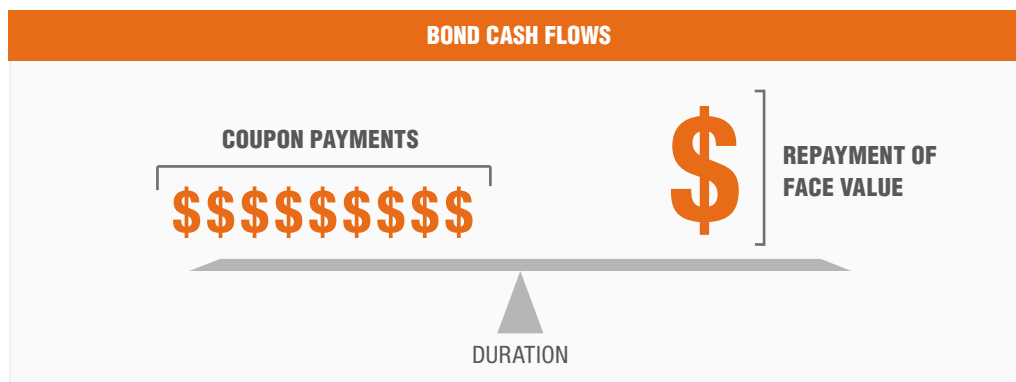 BOND CASH FLOWS
COUPON PAYMENTS
$$$$$$$$$
$
REPAYMENT OF
FACE VALUE
DURATION